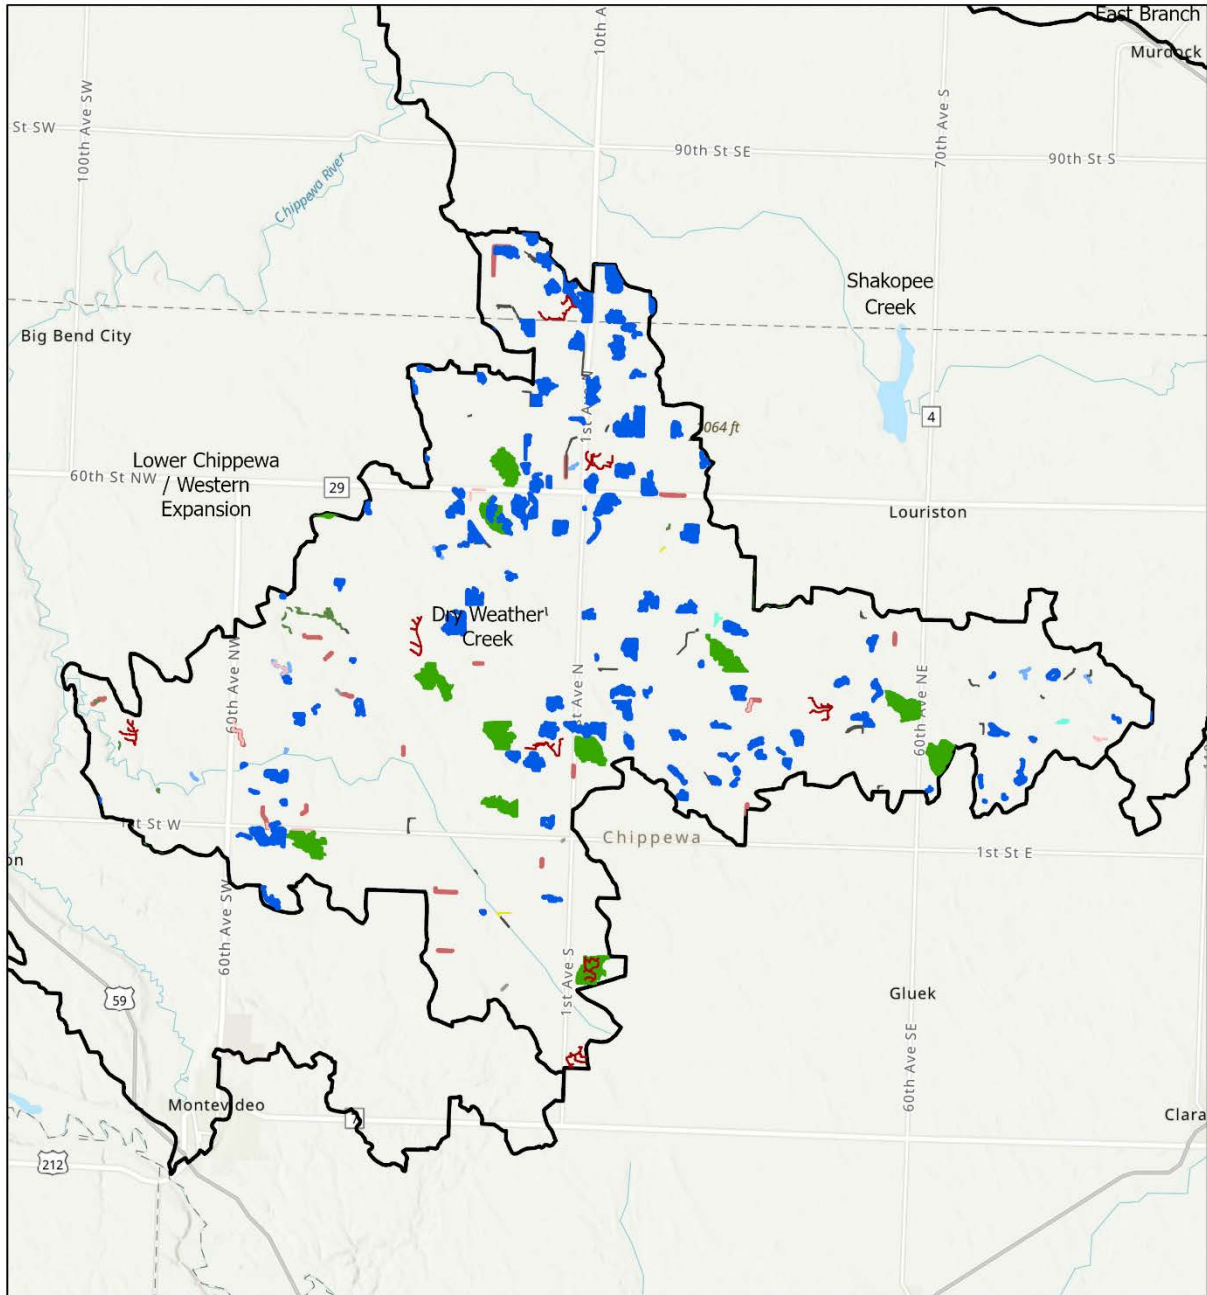 East Branch
Murdock
10th A
100th Ave SW
St SW
70th Ave S
90th St SE
90th St S
Chippewa River
Shakopee
Creek
Big Bend City
4
1st Ave N
1064 ft
Lower Chippewa
/ Western
Expansion
60th St NW
29
Louriston
Dry Weather
Creek
60th Ave NW
1st Ave N
60th Ave NE
1st St W
Chippewa
1st St E
on
60th Ave SW
1st Ave S
59
Gluek
60th Ave SE
Montevideo
7
Clara
212